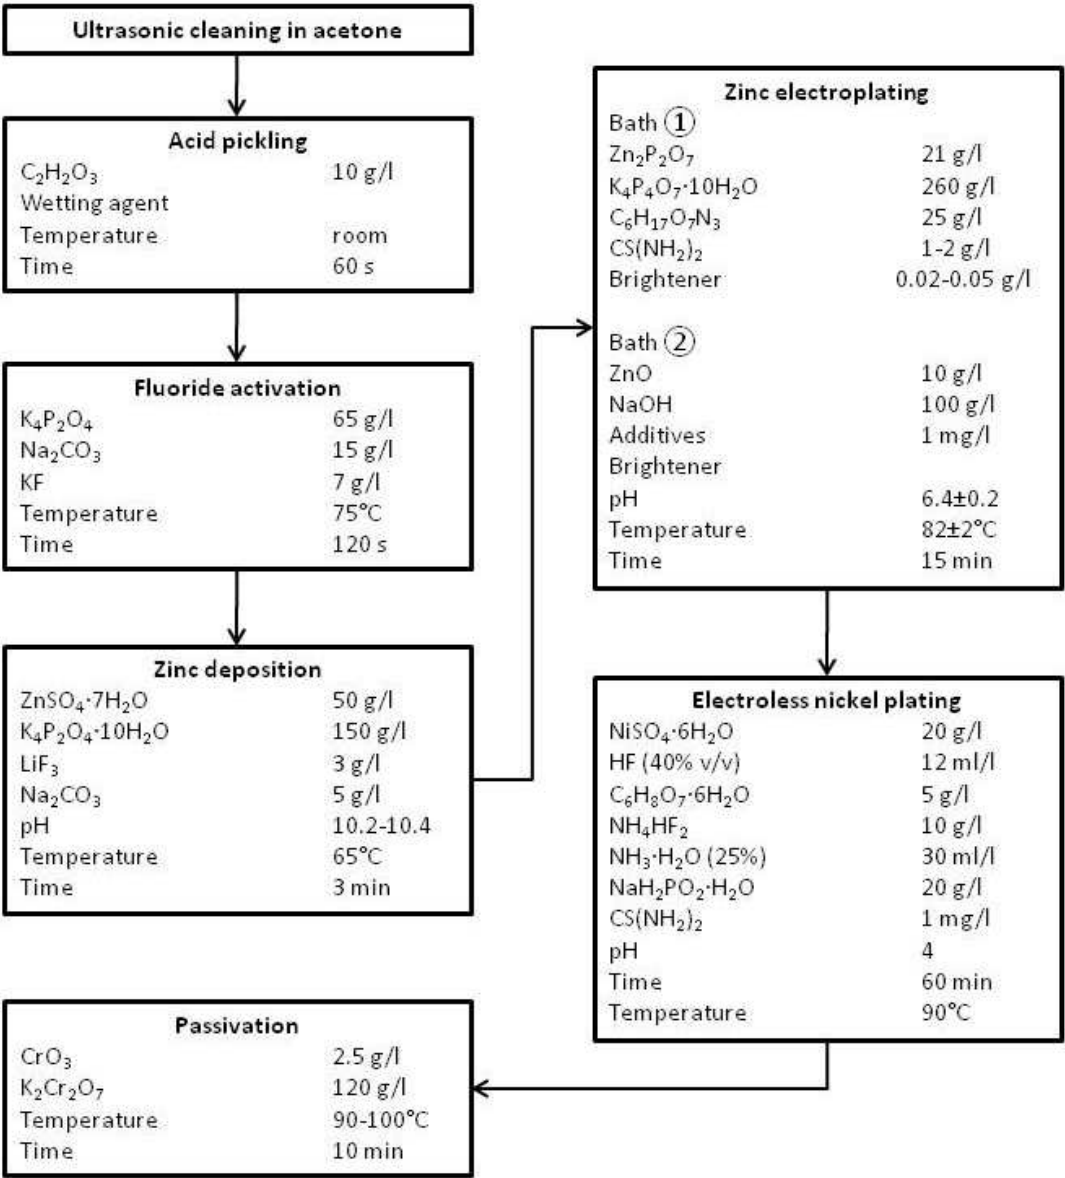 Ultrasonic cleaning in acetone
Acid pickling
C₂H₂O₃ 10 g/l
Wetting agent
Temperature room
Time 60 s
Fluoride activation
K₄P₂O₄ 65 g/l
Na₂CO₃ 15 g/l
KF 7 g/l
Temperature 75°C
Time 120 s
Zinc deposition
ZnSO₄·7H₂O 50 g/l
K₄P₂O₄·10H₂O 150 g/l
LiF₃ 3 g/l
Na₂CO₃ 5 g/l
pH 10.2-10.4
Temperature 65°C
Time 3 min
Zinc electroplating
Bath ①
Zn₂P₂O₇ 21 g/l
K₄P₄O₇·10H₂O 260 g/l
C₆H₁₇O₇N₃ 25 g/l
CS(NH₂)₂ 1-2 g/l
Brightener 0.02-0.05 g/l
Bath ②
ZnO 10 g/l
NaOH 100 g/l
Additives 1 mg/l
Brightener
pH 6.4±0.2
Temperature 82±2°C
Time 15 min
Electroless nickel plating
NiSO₄·6H₂O 20 g/l
HF (40% v/v) 12 ml/l
C₆H₈O₇·6H₂O 5 g/l
NH₄HF₂ 10 g/l
NH₃·H₂O (25%) 30 ml/l
NaH₂PO₂·H₂O 20 g/l
CS(NH₂)₂ 1 mg/l
pH 4
Time 60 min
Temperature 90°C
Passivation
CrO₃ 2.5 g/l
K₂Cr₂O₇ 120 g/l
Temperature 90-100°C
Time 10 min